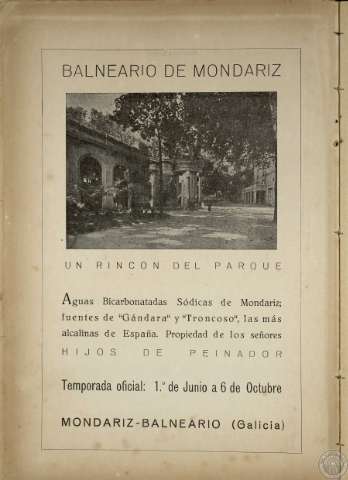 BALNEARIO DE MONDARIZ
UN RINCON DEL PARQUE
Aguas Bicarbonatadas Sódicas de Mondariz;
fuentes de "Gándara" y "Troncoso", las más
alcalinas de España. Propiedad de los señores
HIJOS DE PEINADOR
Temporada oficial: 1.º de Junio a 6 de Octubre
MONDARIZ-BALNEARIO (Galicia)